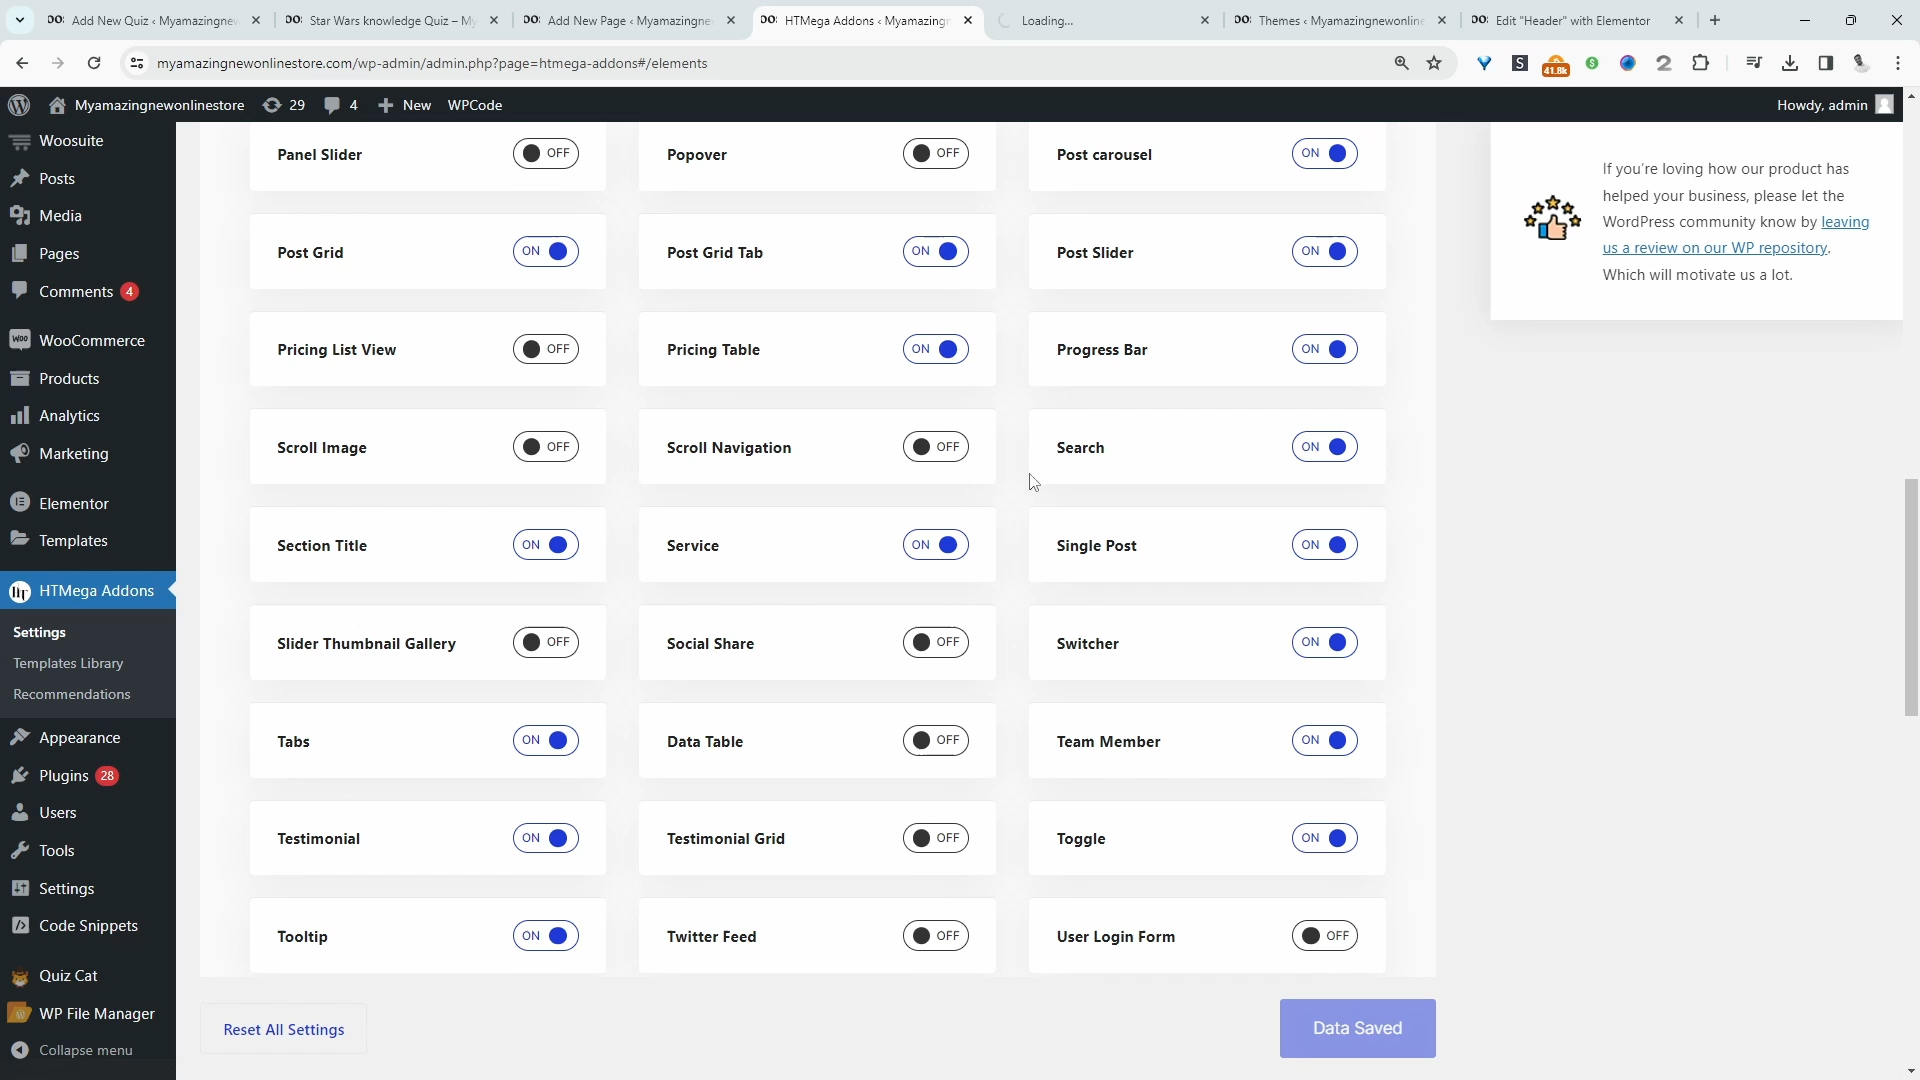 Add New Quiz ‹ Myamazingnew
Star Wars knowledge Quiz – My
Add New Page ‹ Myamazingne
HTMega Addons ‹ Myamazing
Loading...
Themes ‹ Myamazingnewonline
Edit "Header" with Elementor
myamazingnewonlinestore.com/wp-admin/admin.php?page=htmega-addons#/elements
41.8k
Myamazingnewonlinestore 29 4 New WPCode Howdy, admin
Woosuite
Posts
Media
Pages
Comments 4
WooCommerce
Products
Analytics
Marketing
Elementor
Templates
HTMega Addons
Settings
Templates Library
Recommendations
Appearance
Plugins 28
Users
Tools
Settings
Code Snippets
Quiz Cat
WP File Manager
Collapse menu
Panel Slider OFF Popover OFF Post carousel ON
Post Grid ON Post Grid Tab ON Post Slider ON
Pricing List View OFF Pricing Table ON Progress Bar ON
Scroll Image OFF Scroll Navigation OFF Search ON
Section Title ON Service ON Single Post ON
Slider Thumbnail Gallery OFF Social Share OFF Switcher ON
Tabs ON Data Table OFF Team Member ON
Testimonial ON Testimonial Grid OFF Toggle ON
Tooltip ON Twitter Feed OFF User Login Form OFF
Reset All Settings Data Saved
If you're loving how our product has
helped your business, please let the
WordPress community know by leaving
us a review on our WP repository.
Which will motivate us a lot.